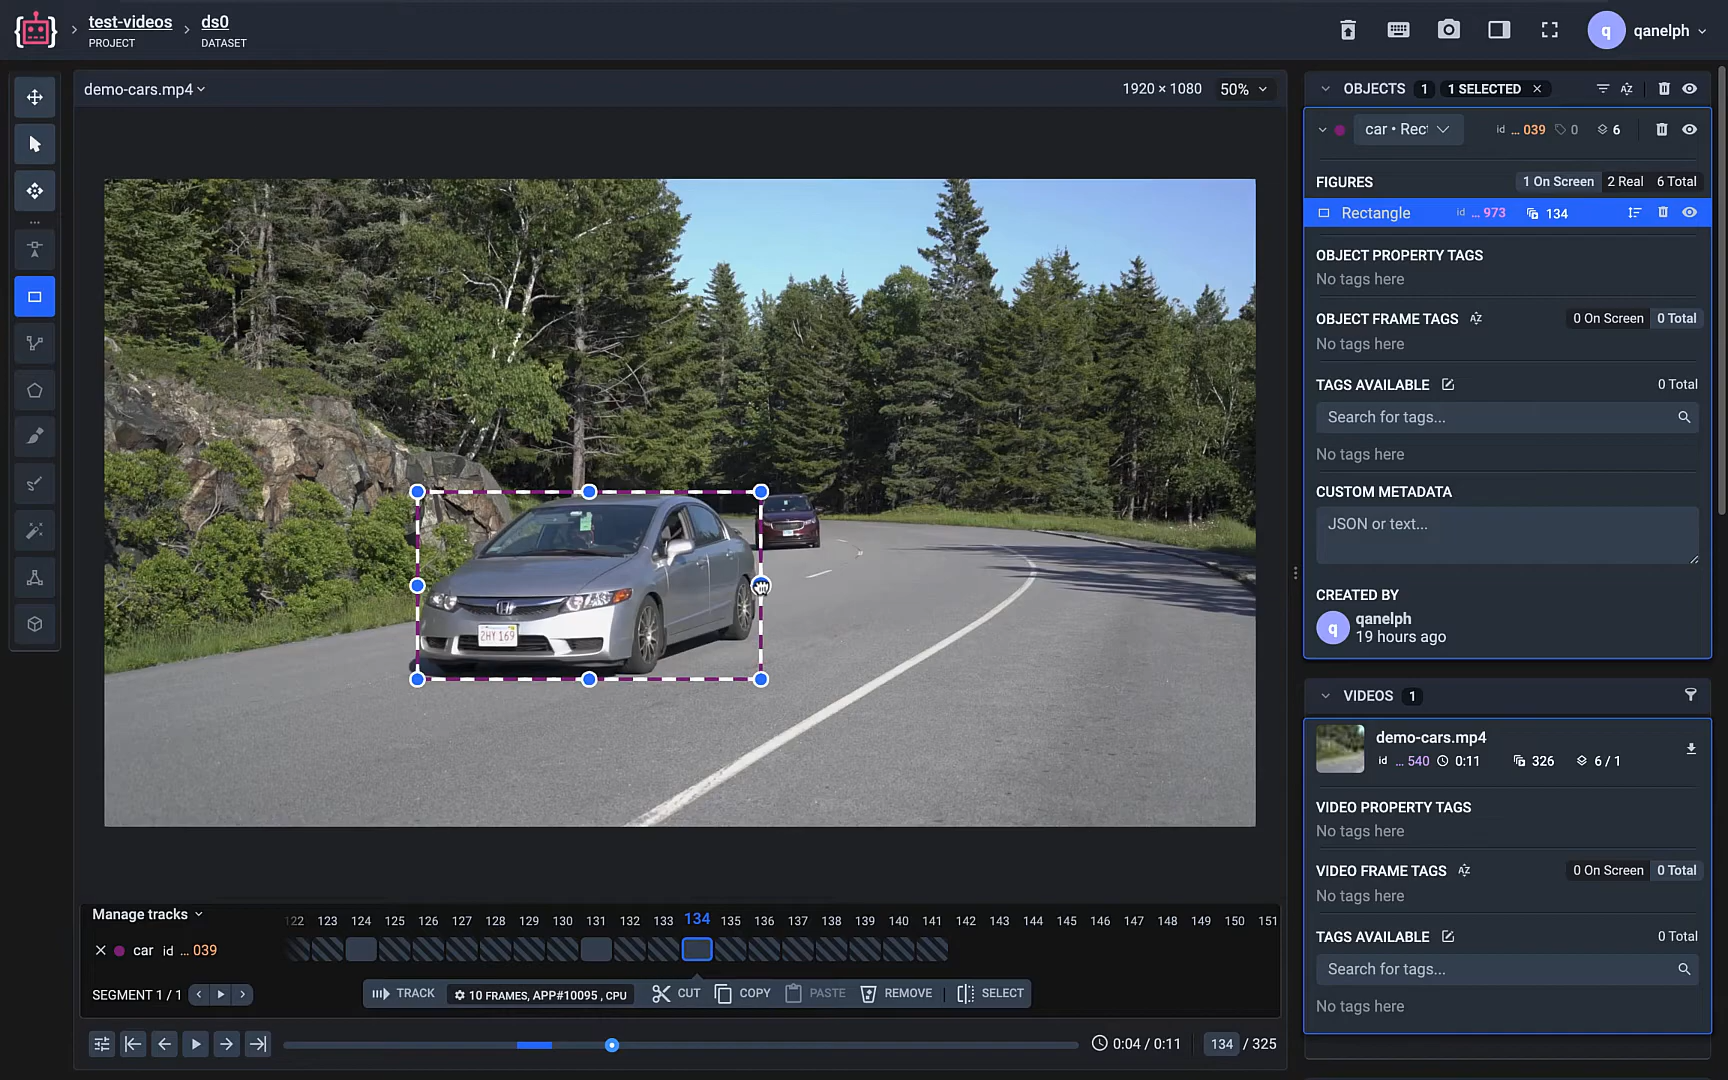 test-videos
PROJECT
ds0
DATASET
q
qanelph
demo-cars.mp4
1920 × 1080
50%
2HY 169
OBJECTS 1 1 SELECTED
car • Rec
id ... 039
0
6
FIGURES
1 On Screen
2 Real
6 Total
Rectangle
id ... 973
134
OBJECT PROPERTY TAGS
No tags here
OBJECT FRAME TAGS
0 On Screen
0 Total
No tags here
TAGS AVAILABLE
0 Total
Search for tags...
No tags here
CUSTOM METADATA
JSON or text...
CREATED BY
q
qanelph
19 hours ago
VIDEOS 1
demo-cars.mp4
id ... 540
0:11
326
6 / 1
VIDEO PROPERTY TAGS
No tags here
VIDEO FRAME TAGS
0 On Screen
0 Total
No tags here
TAGS AVAILABLE
0 Total
Search for tags...
No tags here
Manage tracks
122 123 124 125 126 127 128 129 130 131 132 133 134 135 136 137 138 139 140 141 142 143 144 145 146 147 148 149 150 151
car id ... 039
SEGMENT 1 / 1
TRACK
10 FRAMES, APP#10095 , CPU
CUT
COPY
PASTE
REMOVE
SELECT
0:04 / 0:11
134 / 325